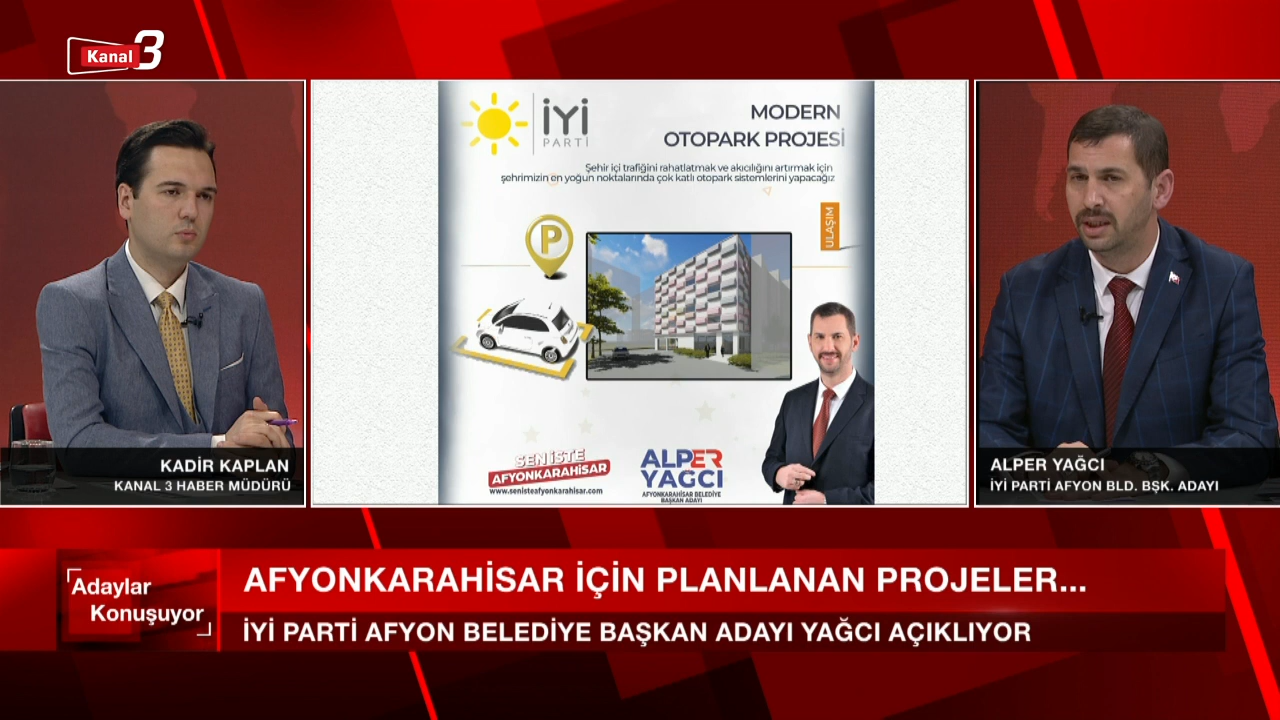 Kanal 3
İYİ
PARTİ
MODERN
OTOPARK PROJESİ
Şehir içi trafiğini rahatlatmak ve akıcılığını artırmak için
şehrimizin en yoğun noktalarında çok katlı otopark sistemlerini yapacağız
ULAŞIM
P
SEN İSTE
AFYONKARAHİSAR
www.senisteafyonkarahisar.com
ALPER
YAĞCI
AFYONKARAHİSAR BELEDİYE
BAŞKAN ADAYI
KADİR KAPLAN
KANAL 3 HABER MÜDÜRÜ
ALPER YAĞCI
İYİ PARTİ AFYON BLD. BŞK. ADAYI
Adaylar
Konuşuyor
AFYONKARAHİSAR İÇİN PLANLANAN PROJELER...
İYİ PARTİ AFYON BELEDİYE BAŞKAN ADAYI YAĞCI AÇIKLIYOR